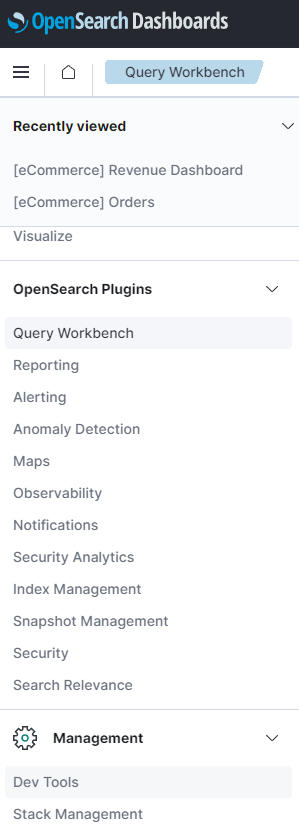 OpenSearch Dashboards
Query Workbench
Recently viewed
[eCommerce] Revenue Dashboard
[eCommerce] Orders
Visualize
OpenSearch Plugins
Query Workbench
Reporting
Alerting
Anomaly Detection
Maps
Observability
Notifications
Security Analytics
Index Management
Snapshot Management
Security
Search Relevance
Management
Dev Tools
Stack Management